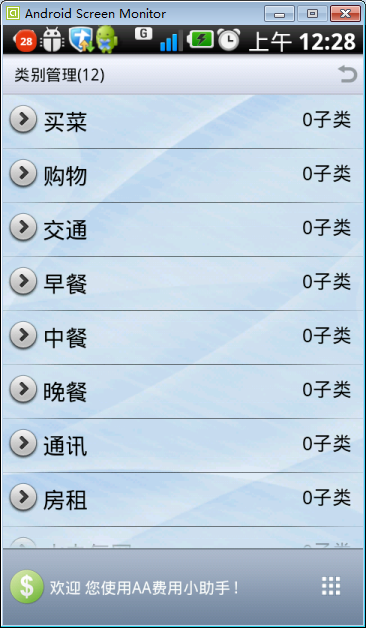 Android Screen Monitor
28 G 上午 12:28
类别管理(12)
买菜 0子类
购物 0子类
交通 0子类
早餐 0子类
中餐 0子类
晚餐 0子类
通讯 0子类
房租 0子类
0子类
$ 欢迎 您使用AA费用小助手！